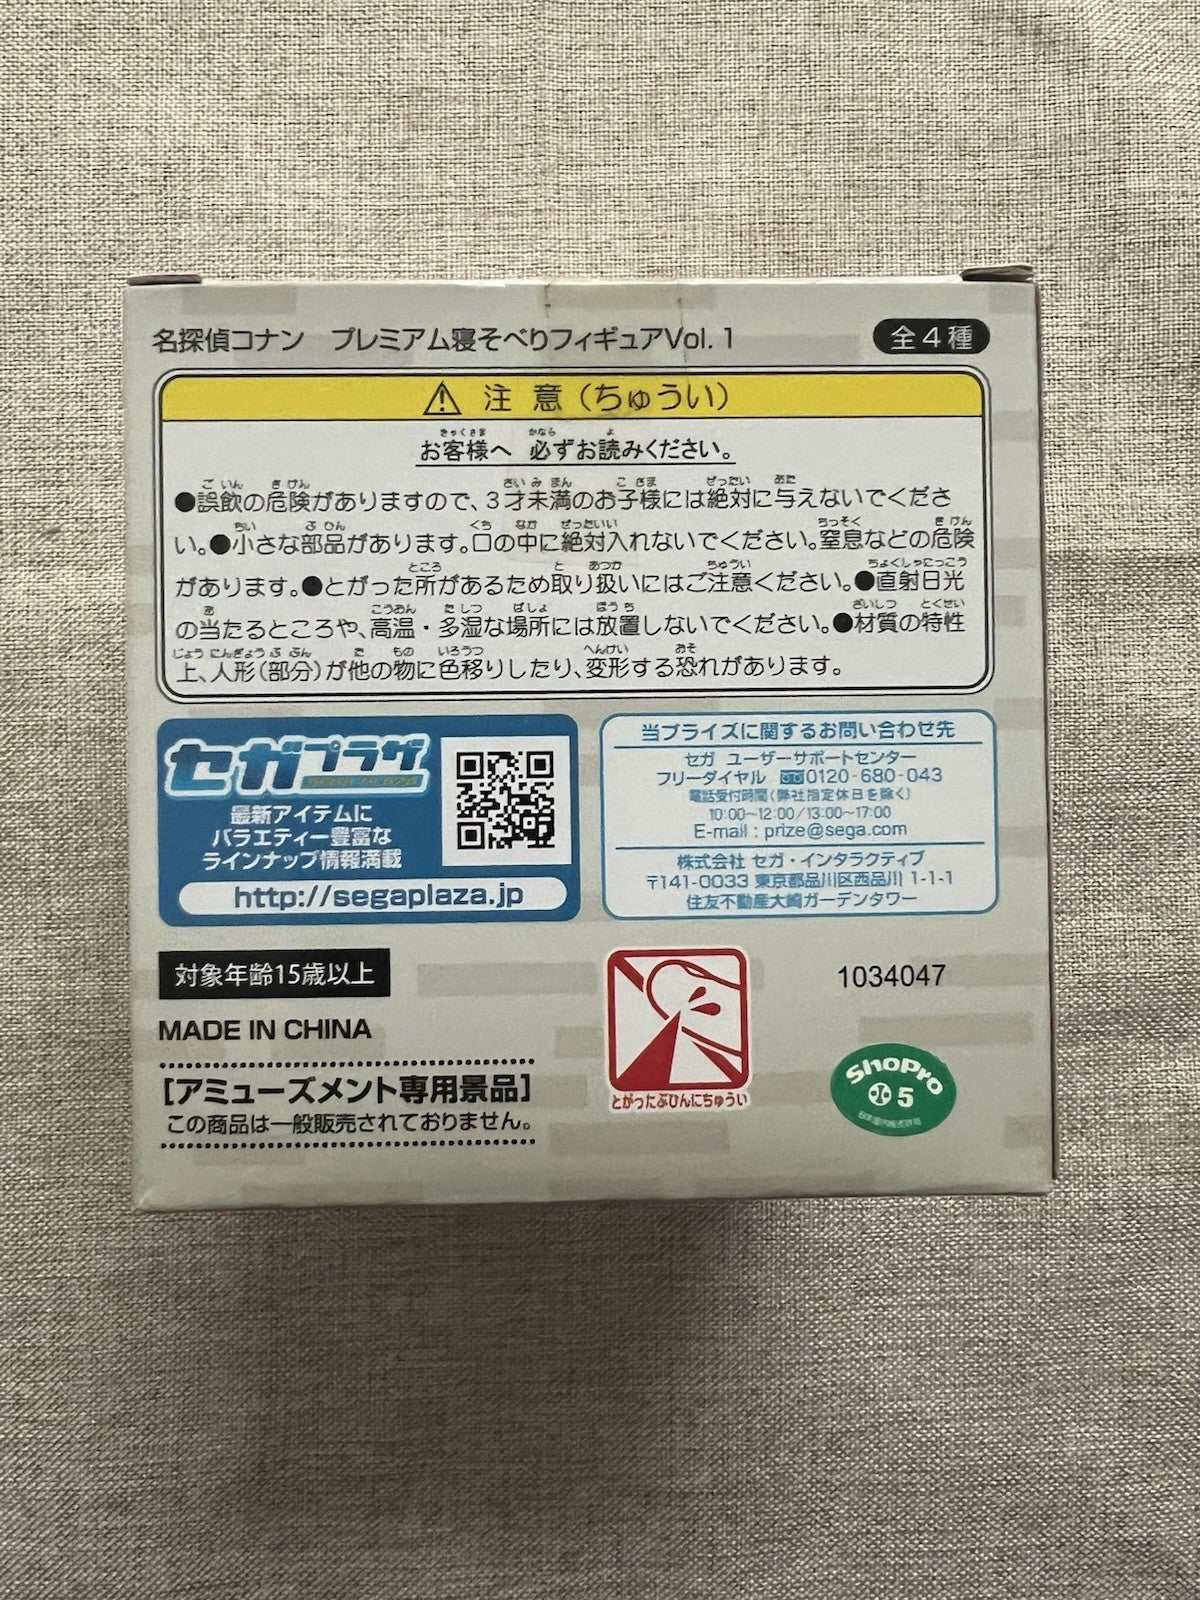 名探偵コナン プレミアム寝そべりフィギュアVol. 1
全4種
⚠ 注 意(ちゅうい)
お客様へ 必ずお読みください。
●誤飲の危険がありますので、3才未満のお子様には絶対に与えないでくださ
い。●小さな部品があります。口の中に絶対入れないでください。窒息などの危険
があります。●とがった所があるため取り扱いにはご注意ください。●直射日光
の当たるところや、高温・多湿な場所には放置しないでください。●材質の特性
上、人形(部分)が他の物に色移りしたり、変形する恐れがあります。
セガプラザ
最新アイテムに
バラエティー豊富な
ラインナップ情報満載
http://segaplaza.jp
当プライズに関するお問い合わせ先
セガ ユーザーサポートセンター
フリーダイヤル 0120-680-043
電話受付時間(弊社指定休日を除く)
10:00~12:00/13:00~17:00
E-mail : prize@sega.com
株式会社 セガ・インタラクティブ
〒141-0033 東京都品川区西品川 1-1-1
住友不動産大崎ガーデンタワー
対象年齢15歳以上
MADE IN CHINA
[アミューズメント専用景品]
この商品は一般販売されておりません。
とがったぶひんにちゅうい
1034047
ShoPro
小 5